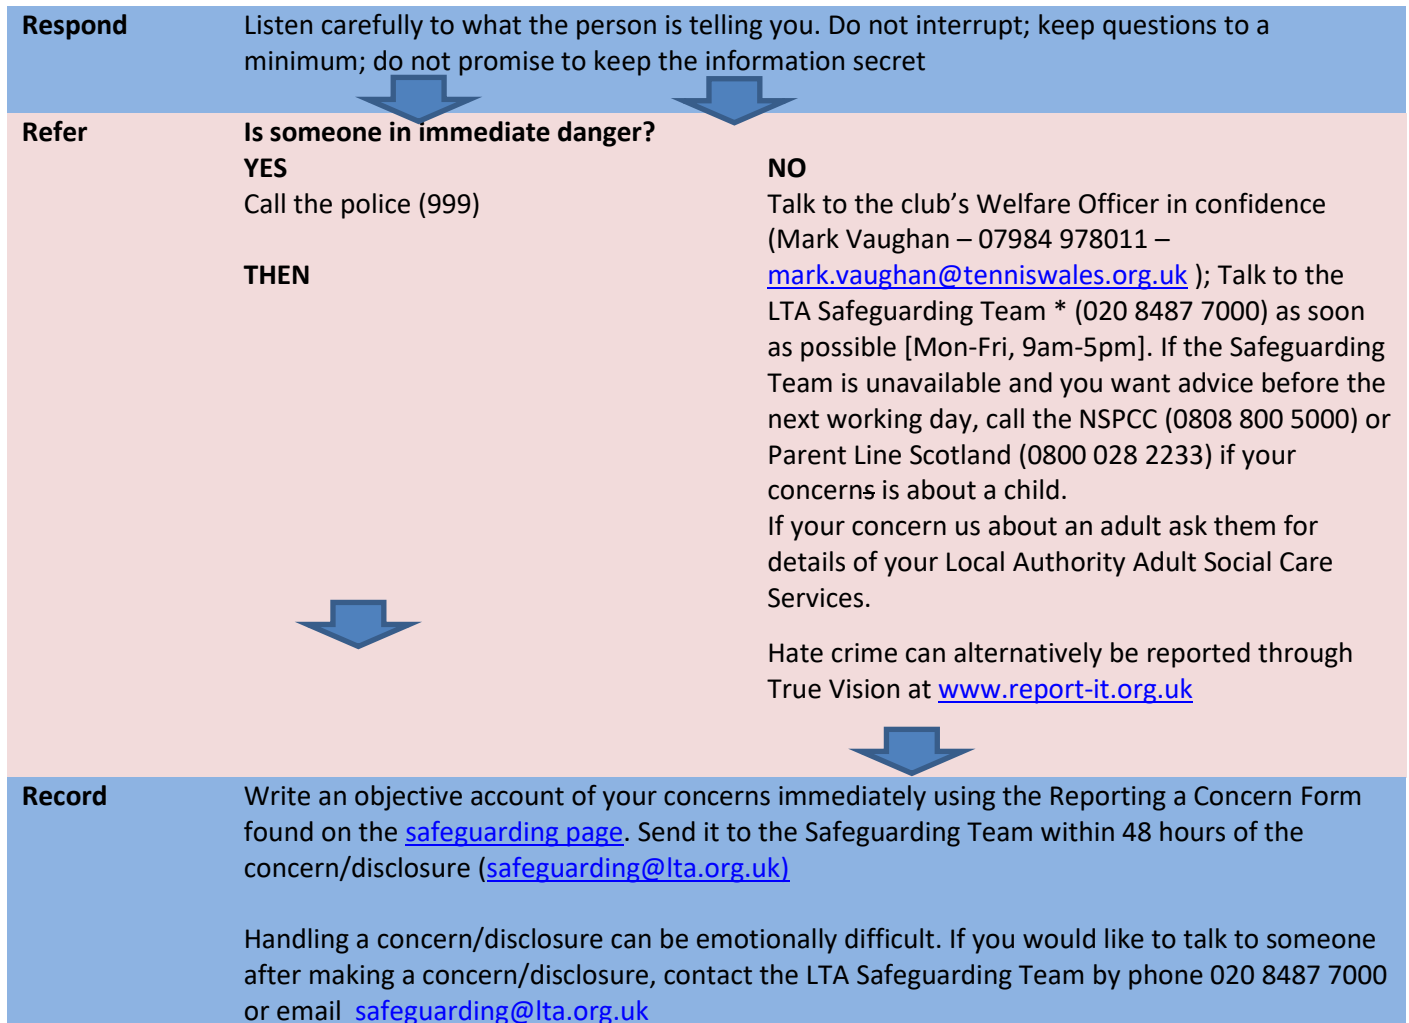 Respond
Listen carefully to what the person is telling you. Do not interrupt; keep questions to a
minimum; do not promise to keep the information secret
Refer
Is someone in immediate danger?
YES
Call the police (999)
THEN
NO
Talk to the club’s Welfare Officer in confidence
(Mark Vaughan – 07984 978011 –
mark.vaughan@tenniswales.org.uk ); Talk to the
LTA Safeguarding Team * (020 8487 7000) as soon
as possible [Mon-Fri, 9am-5pm]. If the Safeguarding
Team is unavailable and you want advice before the
next working day, call the NSPCC (0808 800 5000) or
Parent Line Scotland (0800 028 2233) if your
concerns is about a child.
If your concern us about an adult ask them for
details of your Local Authority Adult Social Care
Services.
Hate crime can alternatively be reported through
True Vision at www.report-it.org.uk
Record
Write an objective account of your concerns immediately using the Reporting a Concern Form
found on the safeguarding page. Send it to the Safeguarding Team within 48 hours of the
concern/disclosure (safeguarding@lta.org.uk)
Handling a concern/disclosure can be emotionally difficult. If you would like to talk to someone
after making a concern/disclosure, contact the LTA Safeguarding Team by phone 020 8487 7000
or email safeguarding@lta.org.uk